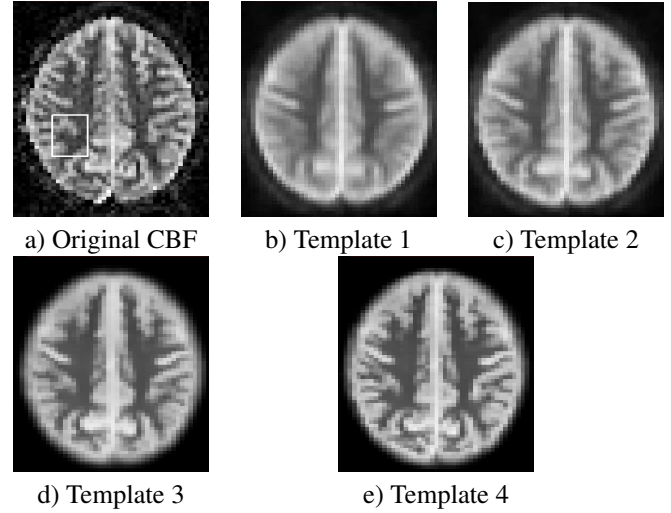 a) Original CBF
b) Template 1
c) Template 2
d) Template 3
e) Template 4